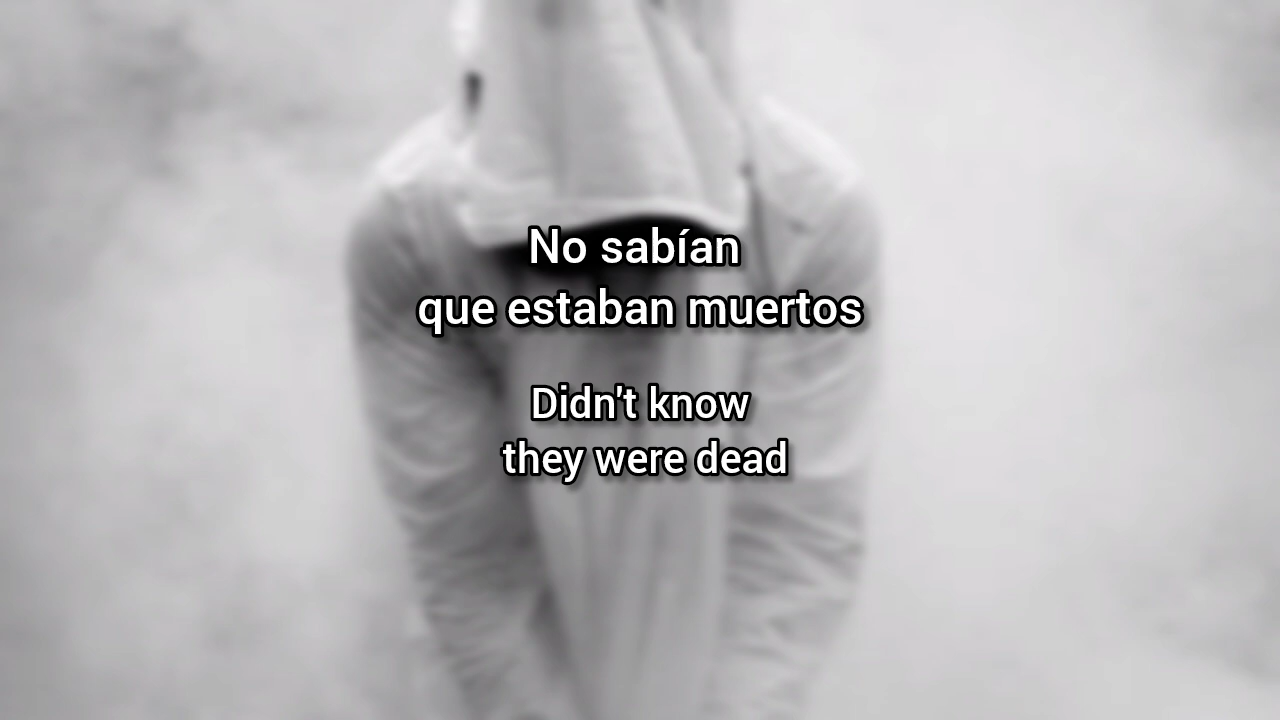 No sabían
que estaban muertos
Didn't know
they were dead